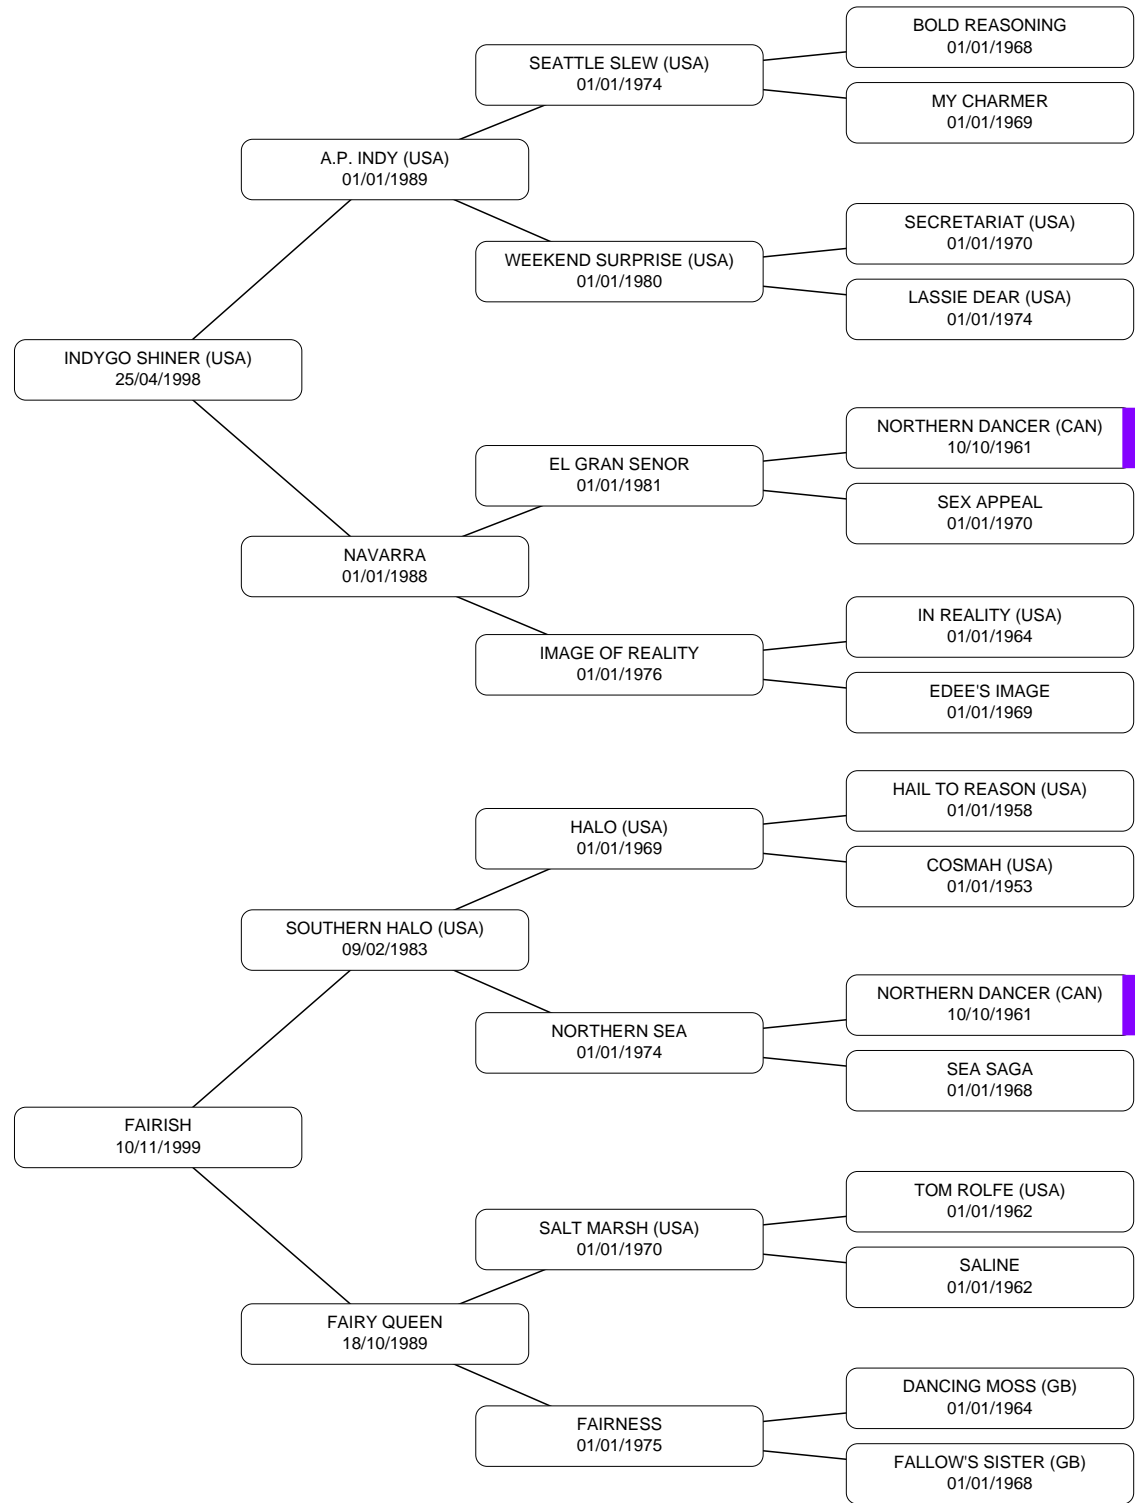 BOLD REASONING
01/01/1968
SEATTLE SLEW (USA)
01/01/1974
MY CHARMER
01/01/1969
A.P. INDY (USA)
01/01/1989
SECRETARIAT (USA)
01/01/1970
WEEKEND SURPRISE (USA)
01/01/1980
LASSIE DEAR (USA)
01/01/1974
INDYGO SHINER (USA)
25/04/1998
NORTHERN DANCER (CAN)
10/10/1961
EL GRAN SENOR
01/01/1981
SEX APPEAL
01/01/1970
NAVARRA
01/01/1988
IN REALITY (USA)
01/01/1964
IMAGE OF REALITY
01/01/1976
EDEE'S IMAGE
01/01/1969
HAIL TO REASON (USA)
01/01/1958
HALO (USA)
01/01/1969
COSMAH (USA)
01/01/1953
SOUTHERN HALO (USA)
09/02/1983
NORTHERN DANCER (CAN)
10/10/1961
NORTHERN SEA
01/01/1974
SEA SAGA
01/01/1968
FAIRISH
10/11/1999
TOM ROLFE (USA)
01/01/1962
SALT MARSH (USA)
01/01/1970
SALINE
01/01/1962
FAIRY QUEEN
18/10/1989
DANCING MOSS (GB)
01/01/1964
FAIRNESS
01/01/1975
FALLOW'S SISTER (GB)
01/01/1968